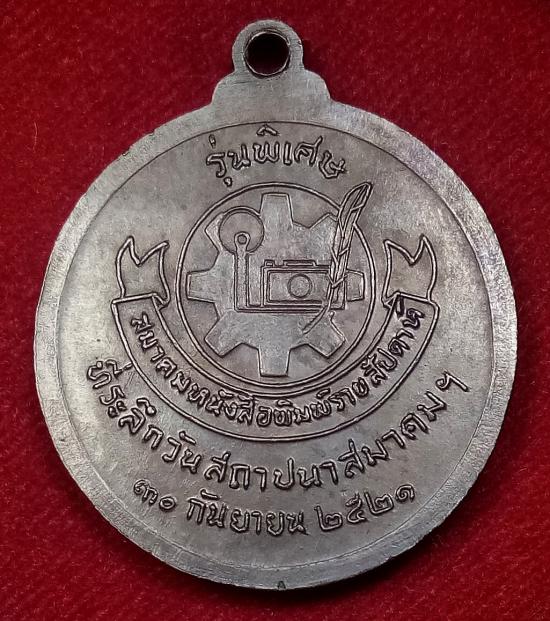 รุ่นพิเศษ
สมาคมหนังสือพิมพ์รายสัปดาห์
ที่ระลึกวันสถาปนาสมาคมฯ
๓๐ กันยายน ๒๕๒๑